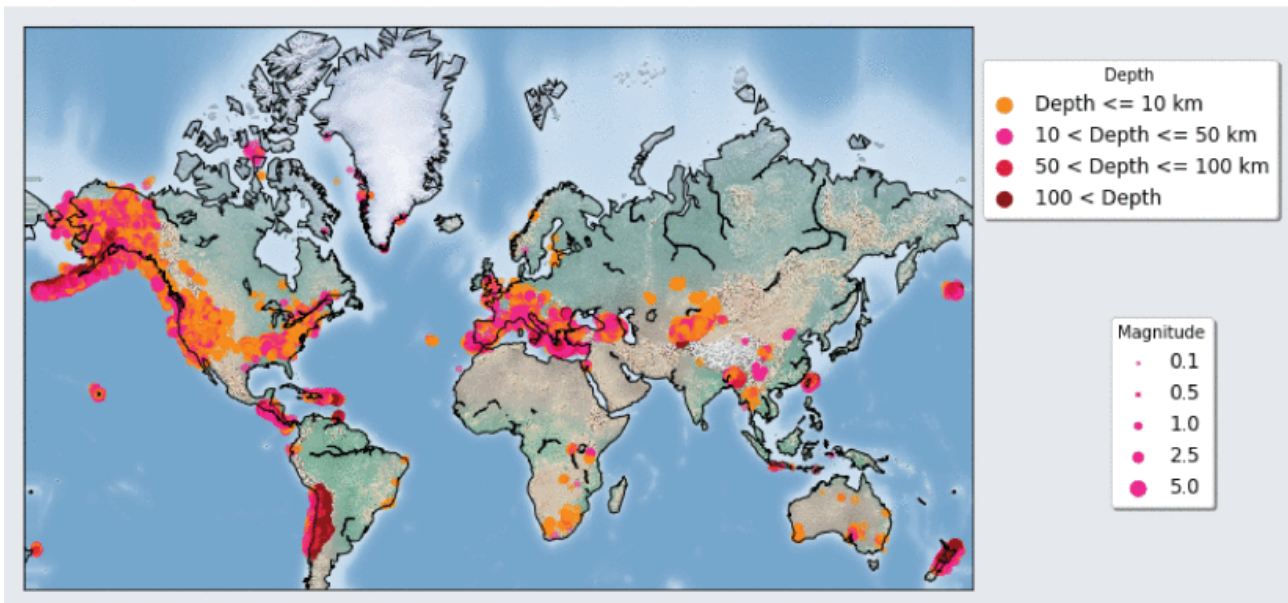 Depth
Depth <= 10 km
10 < Depth <= 50 km
50 < Depth <= 100 km
100 < Depth
Magnitude
0.1
0.5
1.0
2.5
5.0